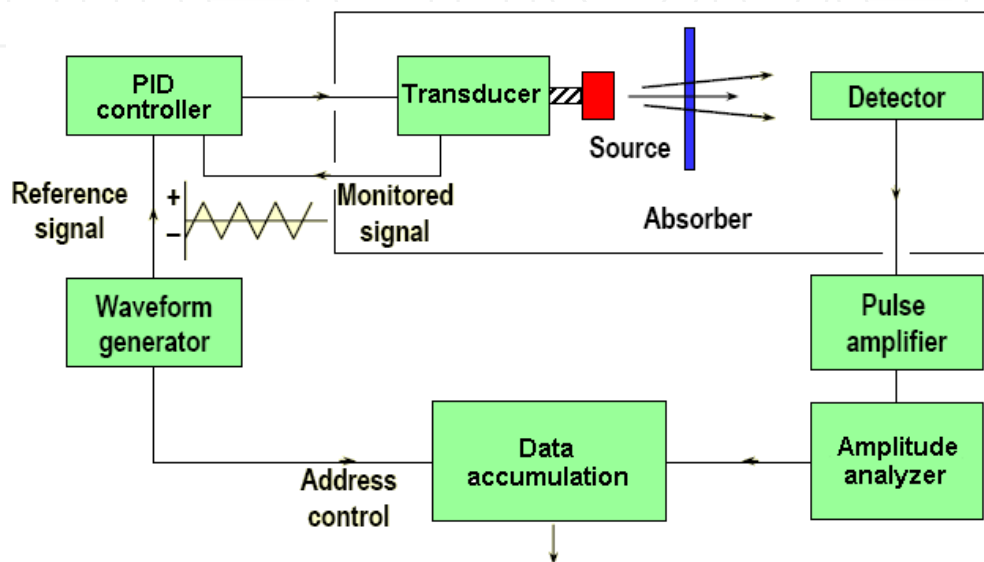 PID
controller
Transducer
Detector
Source
Reference
signal
+
–
Monitored
signal
Absorber
Waveform
generator
Pulse
amplifier
Data
accumulation
Amplitude
analyzer
Address
control